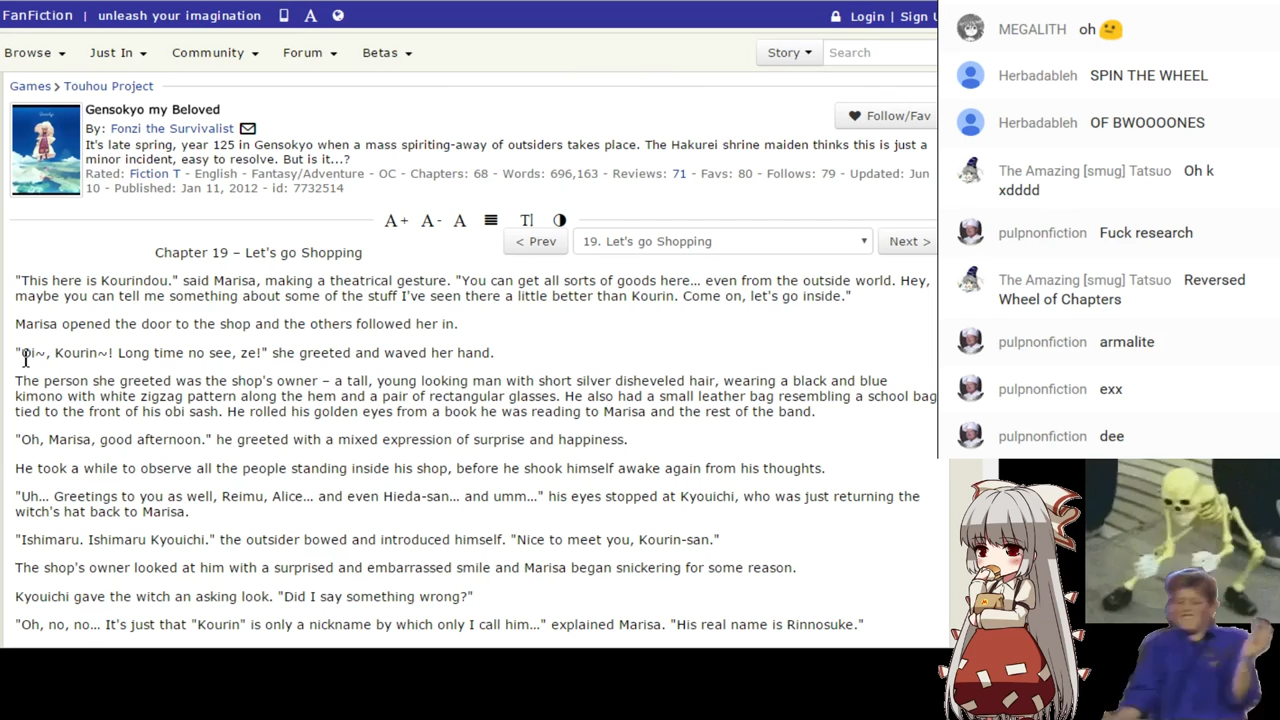 FanFiction | unleash your imagination A Login | Sign U
Browse Just In Community Forum Betas Story Search
Games > Touhou Project
Gensokyo my Beloved
By: Fonzi the Survivalist Follow/Fav
It's late spring, year 125 in Gensokyo when a mass spiriting-away of outsiders takes place. The Hakurei shrine maiden thinks this is just a
minor incident, easy to resolve. But is it...?
Rated: Fiction T - English - Fantasy/Adventure - OC - Chapters: 68 - Words: 696,163 - Reviews: 71 - Favs: 80 - Follows: 79 - Updated: Jun
10 - Published: Jan 11, 2012 - id: 7732514
A+ A- A T
Chapter 19 – Let's go Shopping
< Prev 19. Let's go Shopping Next >
"This here is Kourindou." said Marisa, making a theatrical gesture. "You can get all sorts of goods here… even from the outside world. Hey,
maybe you can tell me something about some of the stuff I've seen there a little better than Kourin. Come on, let's go inside."
Marisa opened the door to the shop and the others followed her in.
"Oi~, Kourin~! Long time no see, ze!" she greeted and waved her hand.
The person she greeted was the shop's owner – a tall, young looking man with short silver disheveled hair, wearing a black and blue
kimono with white zigzag pattern along the hem and a pair of rectangular glasses. He also had a small leather bag resembling a school bag
tied to the front of his obi sash. He rolled his golden eyes from a book he was reading to Marisa and the rest of the band.
"Oh, Marisa, good afternoon." he greeted with a mixed expression of surprise and happiness.
He took a while to observe all the people standing inside his shop, before he shook himself awake again from his thoughts.
"Uh… Greetings to you as well, Reimu, Alice… and even Hieda-san… and umm…" his eyes stopped at Kyouichi, who was just returning the
witch's hat back to Marisa.
"Ishimaru. Ishimaru Kyouichi." the outsider bowed and introduced himself. "Nice to meet you, Kourin-san."
The shop's owner looked at him with a surprised and embarrassed smile and Marisa began snickering for some reason.
Kyouichi gave the witch an asking look. "Did I say something wrong?"
"Oh, no, no… It's just that "Kourin" is only a nickname by which only I call him…" explained Marisa. "His real name is Rinnosuke."
MEGALITH oh
Herbadableh SPIN THE WHEEL
Herbadableh OF BWOOOONES
The Amazing [smug] Tatsuo Oh k
xdddd
pulpnonfiction Fuck research
The Amazing [smug] Tatsuo Reversed
Wheel of Chapters
pulpnonfiction armalite
pulpnonfiction exx
pulpnonfiction dee